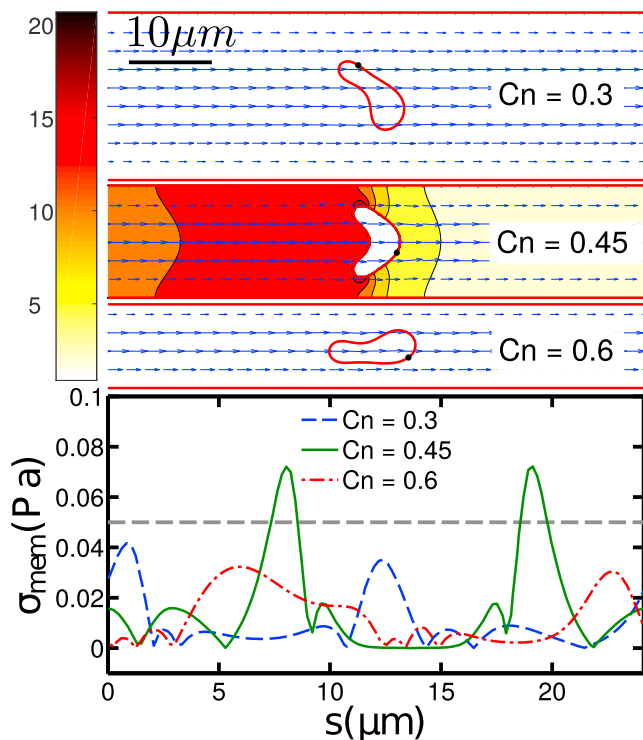 20
15
10
5
10μm
Cn = 0.3
Cn = 0.45
Cn = 0.6
0.1
0.08
0.06
0.04
0.02
0
σmem(Pa)
Cn = 0.3
Cn = 0.45
Cn = 0.6
0 5 10 15 20
s(μm)